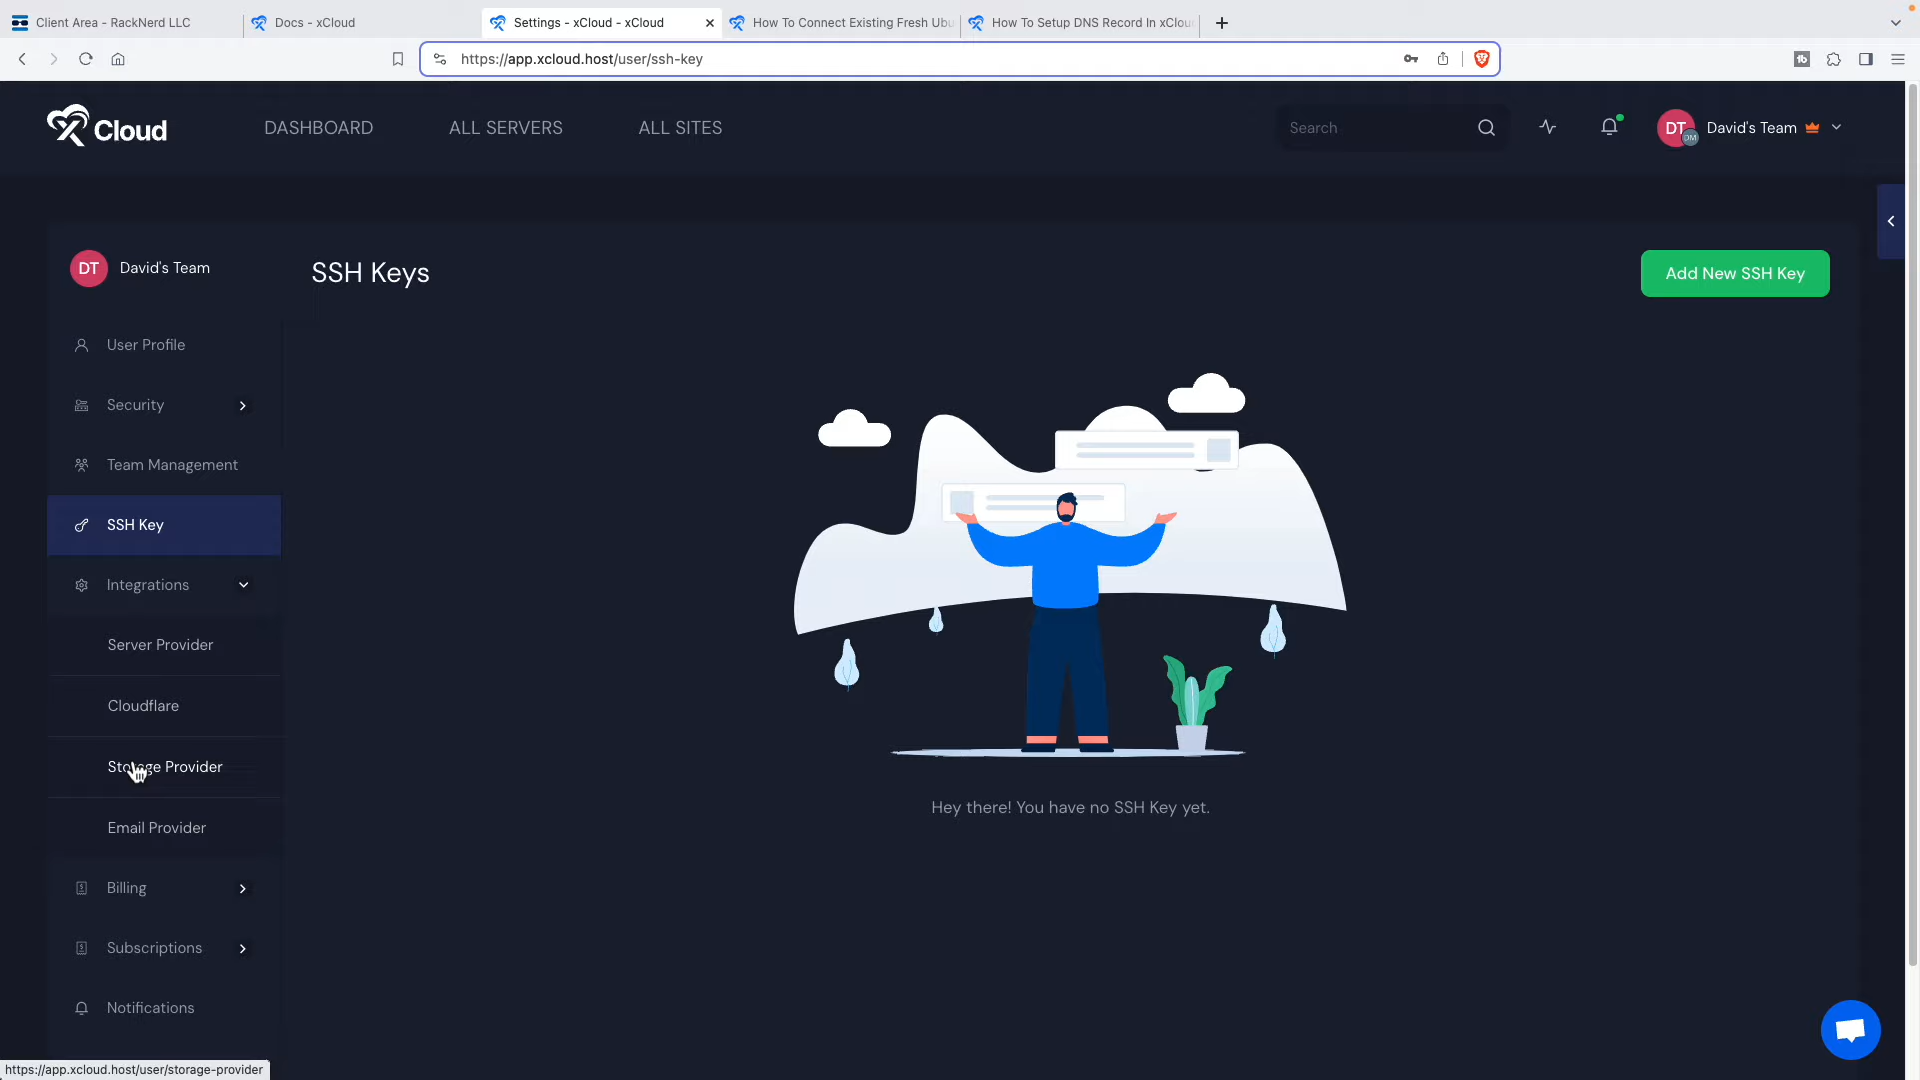 Client Area - RackNerd LLC
Docs - xCloud
Settings - xCloud - xCloud
How To Connect Existing Fresh Ubu
How To Setup DNS Record In xClou
https://app.xcloud.host/user/ssh-key
Cloud
DASHBOARD
ALL SERVERS
ALL SITES
Search
DT
DM
David's Team
DT
David's Team
SSH Keys
Add New SSH Key
User Profile
Security
Team Management
SSH Key
Integrations
Server Provider
Cloudflare
Storage Provider
Email Provider
Hey there! You have no SSH Key yet.
Billing
Subscriptions
Notifications
https://app.xcloud.host/user/storage-provider